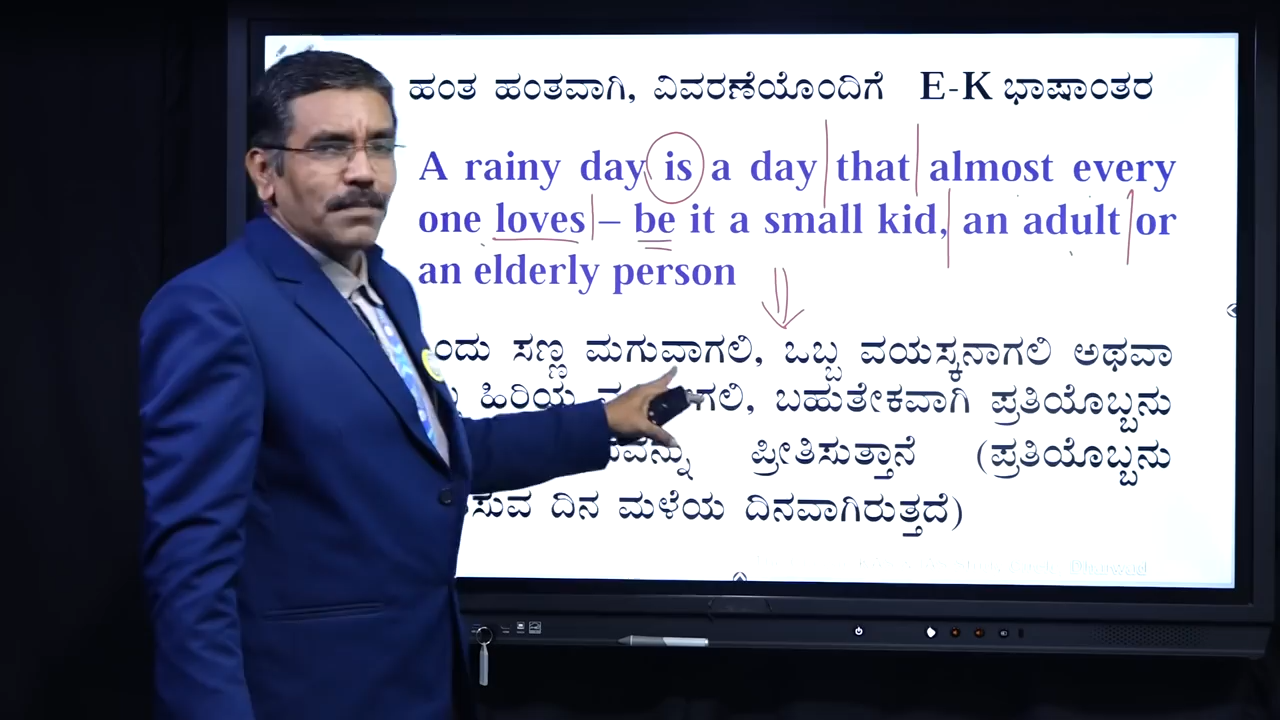 ಹಂತ ಹಂತವಾಗಿ, ವಿವರಣೆಯೊಂದಿಗೆ E-K ಭಾಷಾಂತರ
A rainy day is a day that almost every
one loves – be it a small kid, an adult or
an elderly person
ಸಣ್ಣ ಮಗುವಾಗಲಿ, ಒಬ್ಬ ವಯಸ್ಕನಾಗಲಿ ಅಥವಾ
ಹಿರಿಯ ಬಹುತೇಕವಾಗಿ ಪ್ರತಿಯೊಬ್ಬನು
ಪ್ರೀತಿಸುತ್ತಾನೆ (ಪ್ರತಿಯೊಬ್ಬನು
ದಿನ ಮಳೆಯ ದಿನವಾಗಿರುತ್ತದೆ)